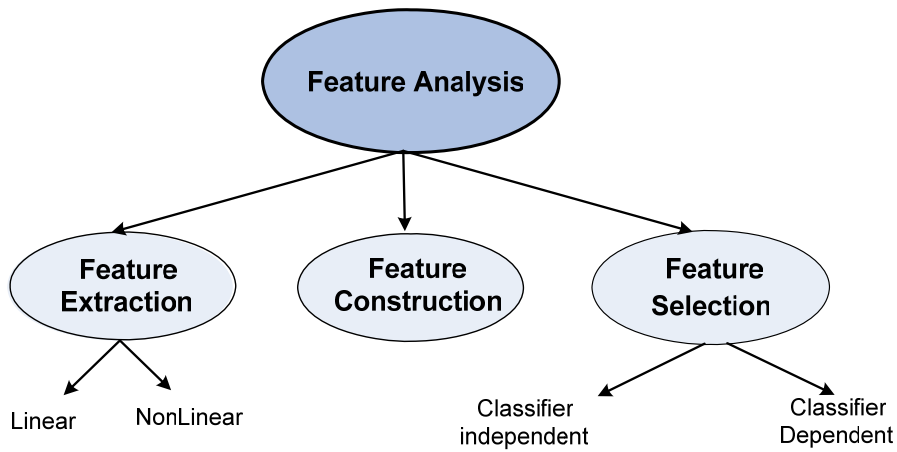 Feature Analysis
Feature
Extraction
Feature
Construction
Feature
Selection
Linear
NonLinear
Classifier
independent
Classifier
Dependent